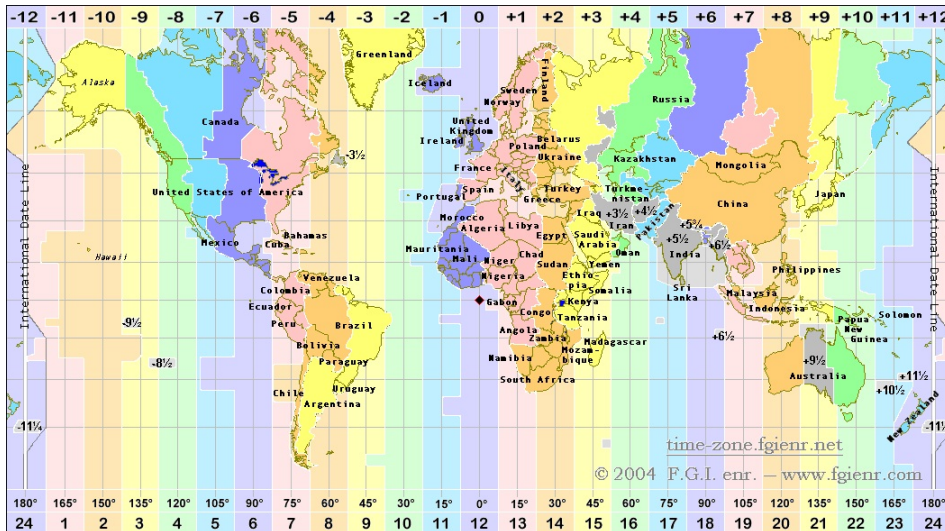 -12 -11 -10 -9 -8 -7 -6 -5 -4 -3 -2 -1 0 +1 +2 +3 +4 +5 +6 +7 +8 +9 +10 +11 +12
Greenland
Alaska
Iceland
Finland
Sweden
Norway
Russia
Canada
United
Kingdom
Ireland
Belarus
Poland
Ukraine
-3½
France
Kazakhstan
Mongolia
International Date Line
International Date Line
United States of America
Spain
Italy
Portugal
Greece
Turkey
Turkme-
nistan
China
Japan
Morocco
Algeria
Libya
Egypt
Iraq
+3½
Iran
+4½
Pakistan
+5¾
+5½
India
+6½
Mexico
Bahamas
Cuba
Hawaii
Mauritania
Mali
Niger
Chad
Sudan
Saudi
Arabia
Oman
Yemen
Nigeria
Ethio-
pia
Somalia
Sri
Lanka
Philippines
Venezuela
Colombia
Ecuador
Gabon
Kenya
Malaysia
Indonesia
Papua
New
Guinea
Solomon
-9½
Peru
Brazil
Congo
Tanzania
+6½
-8½
Bolivia
Angola
Zambia
Madagascar
Mozam-
bique
Namibia
Paraguay
South Africa
+9½
Australia
+11½
+10½
Chile
Uruguay
Argentina
New Zealand
-11¼
-11¼
time-zone.fgienr.net
© 2004 F.G.I. enr. – www.fgienr.com
180° 165° 150° 135° 120° 105° 90° 75° 60° 45° 30° 15° 0° 15° 30° 45° 60° 75° 90° 105° 120° 135° 150° 165° 180°
24 1 2 3 4 5 6 7 8 9 10 11 12 13 14 15 16 17 18 19 20 21 22 23 24